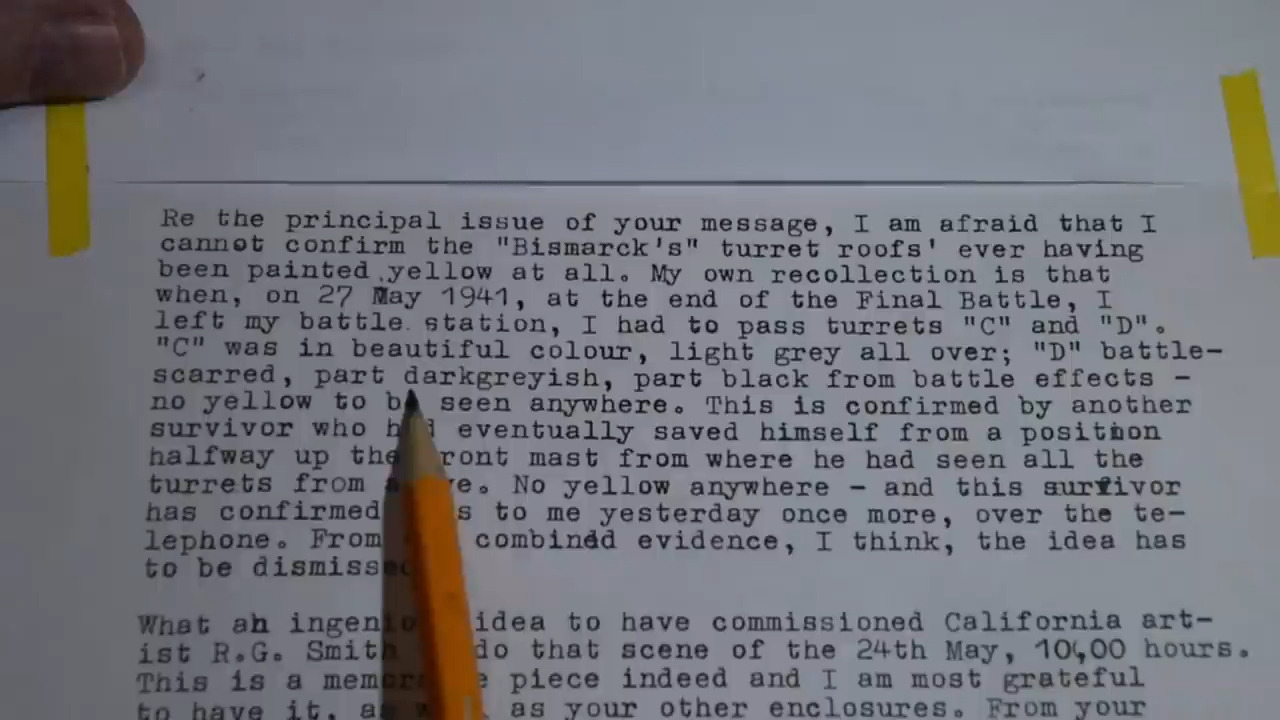 Re the principal issue of your message, I am afraid that I
cannot confirm the "Bismarck's" turret roofs' ever having
been painted yellow at all. My own recollection is that
when, on 27 May 1941, at the end of the Final Battle, I
left my battle station, I had to pass turrets "C" and "D".
"C" was in beautiful colour, light grey all over; "D" battle-
scarred, part darkgreyish, part black from battle effects -
no yellow to be seen anywhere. This is confirmed by another
survivor who had eventually saved himself from a position
halfway up the front mast from where he had seen all the
turrets from above. No yellow anywhere - and this survivor
has confirmed to me yesterday once more, over the te-
lephone. From combined evidence, I think, the idea has
to be dismissed
What an ingenious idea to have commissioned California art-
ist R.G. Smith do that scene of the 24th May, 10,00 hours.
This is a memorable piece indeed and I am most grateful
to have it, as well as your other enclosures. From your